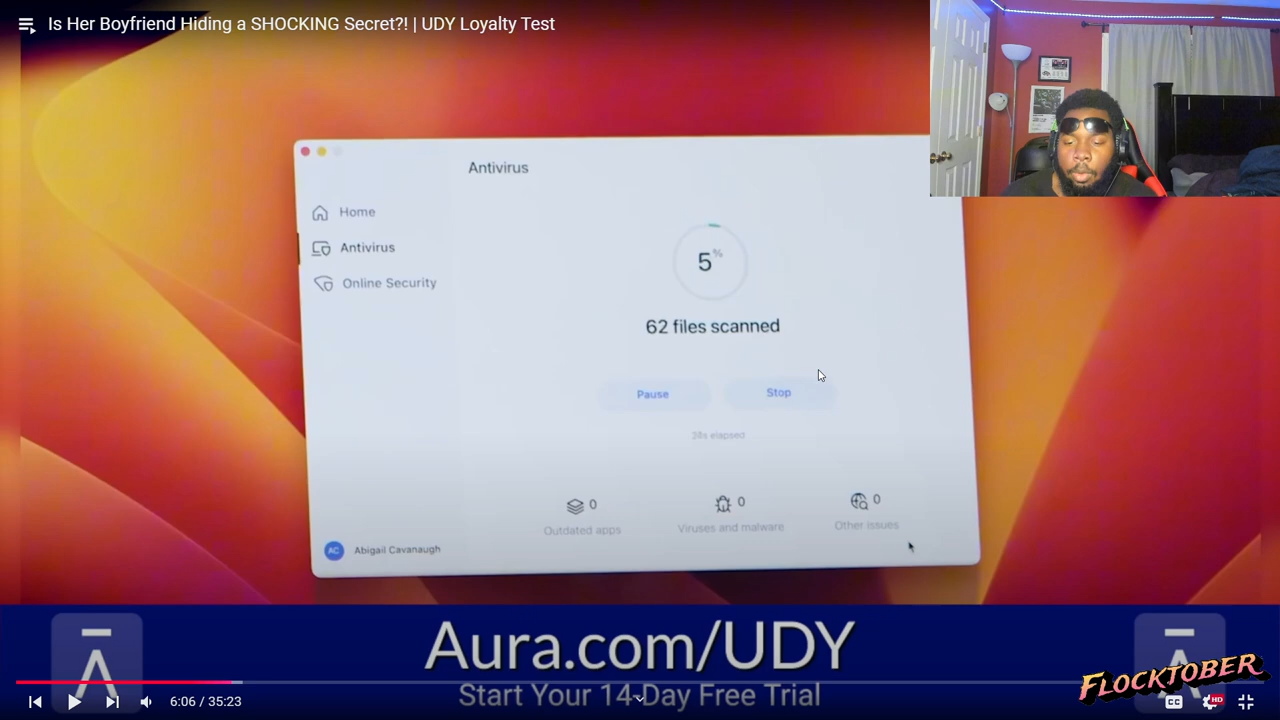 Is Her Boyfriend Hiding a SHOCKING Secret?! | UDY Loyalty Test
Antivirus
Home
Antivirus
Online Security
5%
62 files scanned
Pause
Stop
0
0
0
Outdated apps
Viruses and malware
Other issues
AC
Abigail Cavanaugh
Aura.com/UDY
Start Your 14-Day Free Trial
FLOCKTOBER
6:06 / 35:23
CC
HD